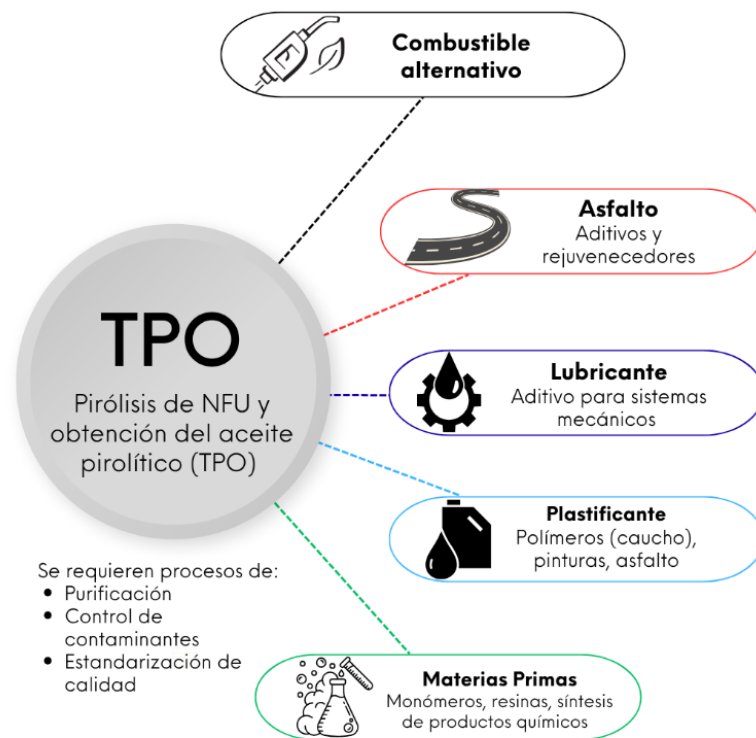 Combustible
alternativo
Asfalto
Aditivos y
rejuvenecedores
TPO
Pirólisis de NFU y
obtención del aceite
pirolítico (TPO)
Lubricante
Aditivo para sistemas
mecánicos
Plastificante
Polímeros (caucho),
pinturas, asfalto
Se requieren procesos de:
• Purificación
• Control de
contaminantes
• Estandarización de
calidad
Materias Primas
Monómeros, resinas, síntesis
de productos químicos